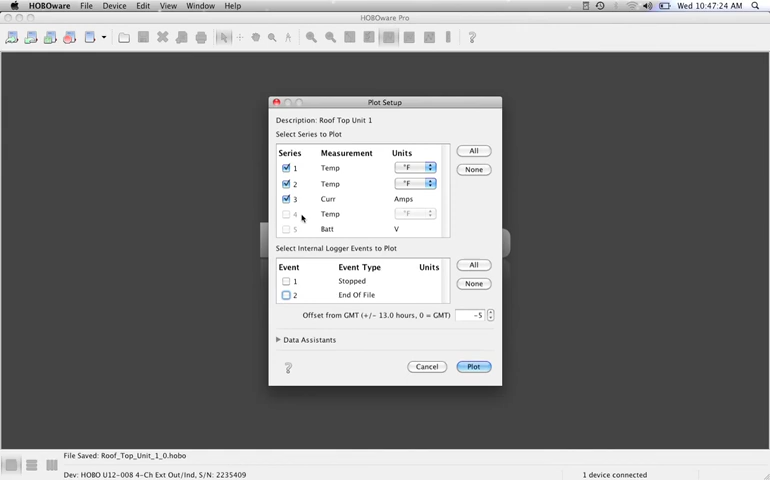 HOBOware File Device Edit View Window Help Wed 10:47:24 AM
HOBOware Pro
Plot Setup
Description: Roof Top Unit 1
Select Series to Plot
Series Measurement Units
All
1 Temp °F
None
2 Temp °F
3 Curr Amps
4 Temp °F
5 Batt V
Select Internal Logger Events to Plot
Event Event Type Units
All
1 Stopped
None
2 End Of File
Offset from GMT (+/- 13.0 hours, 0 = GMT) -5
Data Assistants
? Cancel Plot
File Saved: Roof_Top_Unit_1_0.hobo
Dev: HOBO U12-008 4-Ch Ext Out/Ind, S/N: 2235409 1 device connected